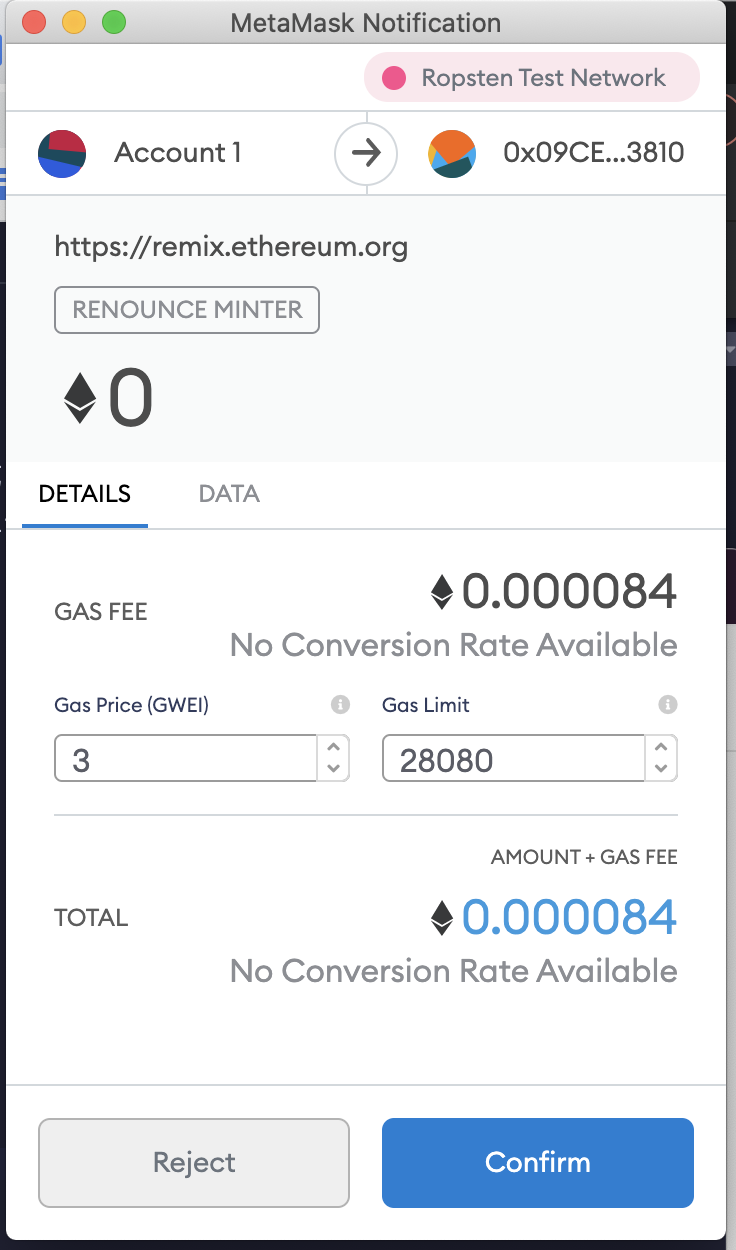 MetaMask Notification
Ropsten Test Network
Account 1
0x09CE...3810
https://remix.ethereum.org
RENOUNCE MINTER
0
DETAILS DATA
GAS FEE
0.000084
No Conversion Rate Available
Gas Price (GWEI) Gas Limit
3 28080
AMOUNT + GAS FEE
TOTAL
0.000084
No Conversion Rate Available
Reject Confirm